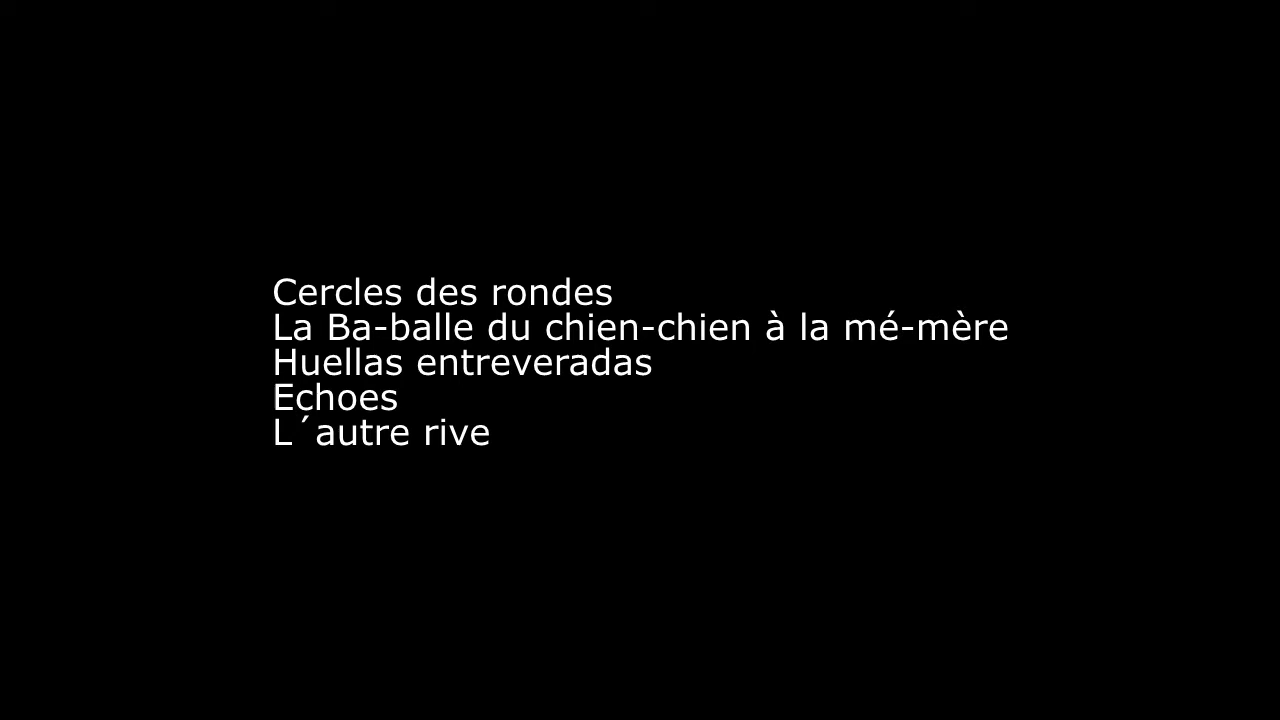 Cercles des rondes
La Ba-balle du chien-chien à la mé-mère
Huellas entreveradas
Echoes
L´autre rive